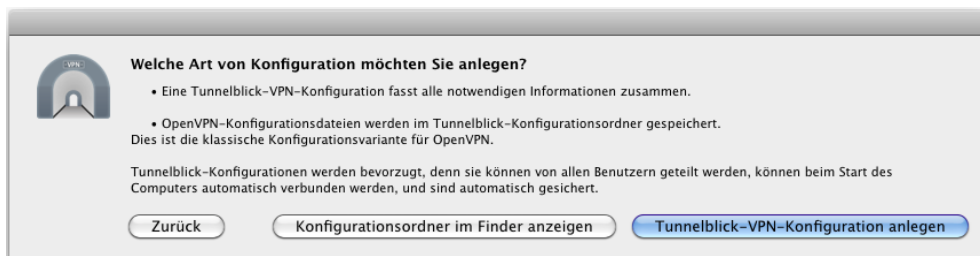 VPN
Welche Art von Konfiguration möchten Sie anlegen?
• Eine Tunnelblick-VPN-Konfiguration fasst alle notwendigen Informationen zusammen.
• OpenVPN-Konfigurationsdateien werden im Tunnelblick-Konfigurationsordner gespeichert.
Dies ist die klassische Konfigurationsvariante für OpenVPN.
Tunnelblick-Konfigurationen werden bevorzugt, denn sie können von allen Benutzern geteilt werden, können beim Start des
Computers automatisch verbunden werden, und sind automatisch gesichert.
Zurück
Konfigurationsordner im Finder anzeigen
Tunnelblick-VPN-Konfiguration anlegen